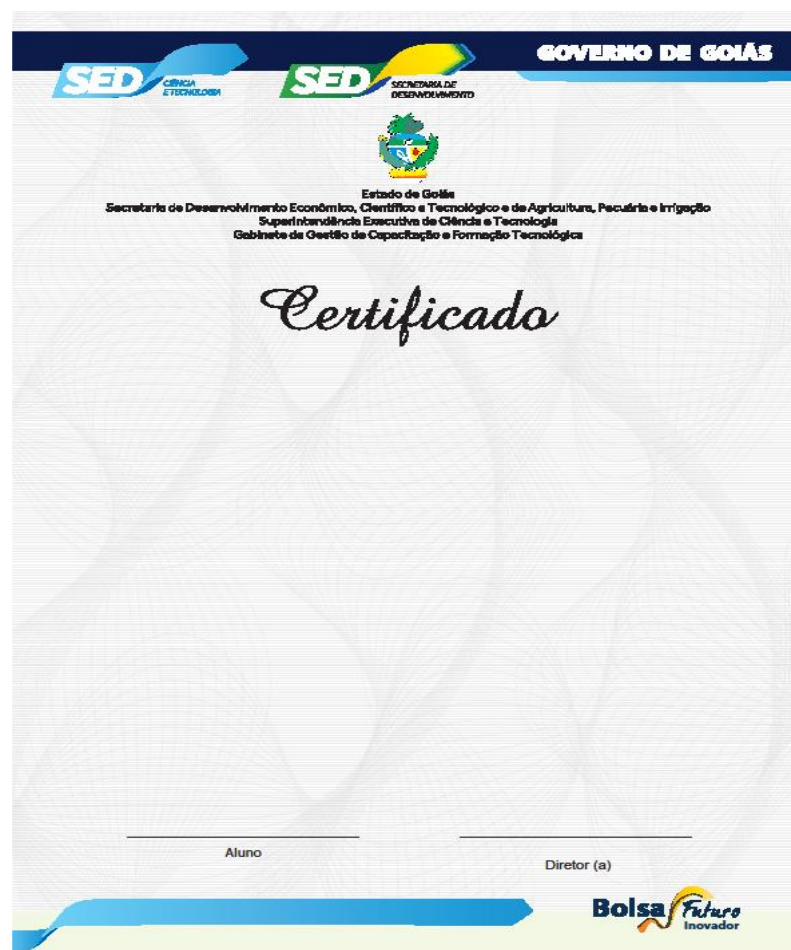 GOVERNO DE GOIÁS
SED CIÊNCIA
E TECNOLOGIA
SED SECRETARIA DE
DESENVOLVIMENTO
Estado de Goiás
Secretaria de Desenvolvimento Econômico, Científico e Tecnológico e de Agricultura, Pecuária e Irrigação
Superintendência Executiva de Ciência e Tecnologia
Gabinete de Gestão de Capacitação e Formação Tecnológica
Certificado
Aluno
Diretor (a)
Bolsa Futuro
Inovador